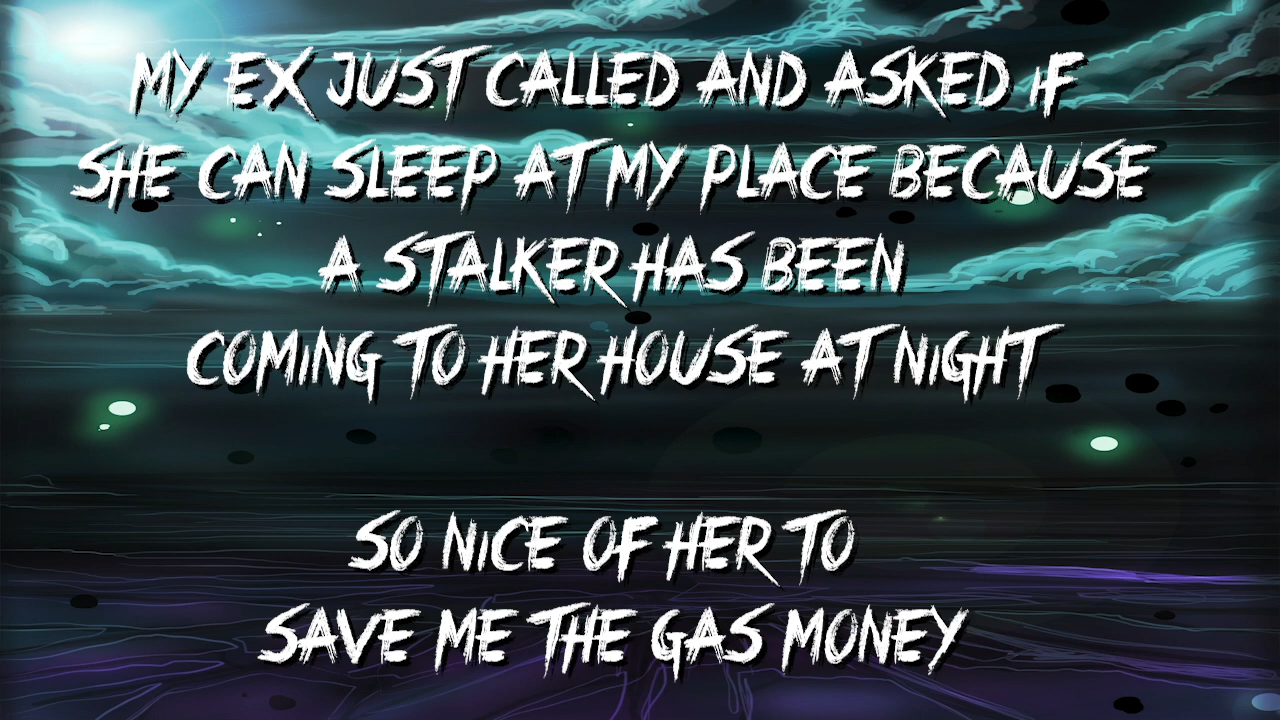 MY EX JUST CALLED AND ASKED iF
SHE CAN SLEEP AT MY PLACE BECAUSE
A STALKER HAS BEEN
COMiNG TO HER HOUSE AT NiGHT
SO NiCE OF HER TO
SAVE ME THE GAS MONEY